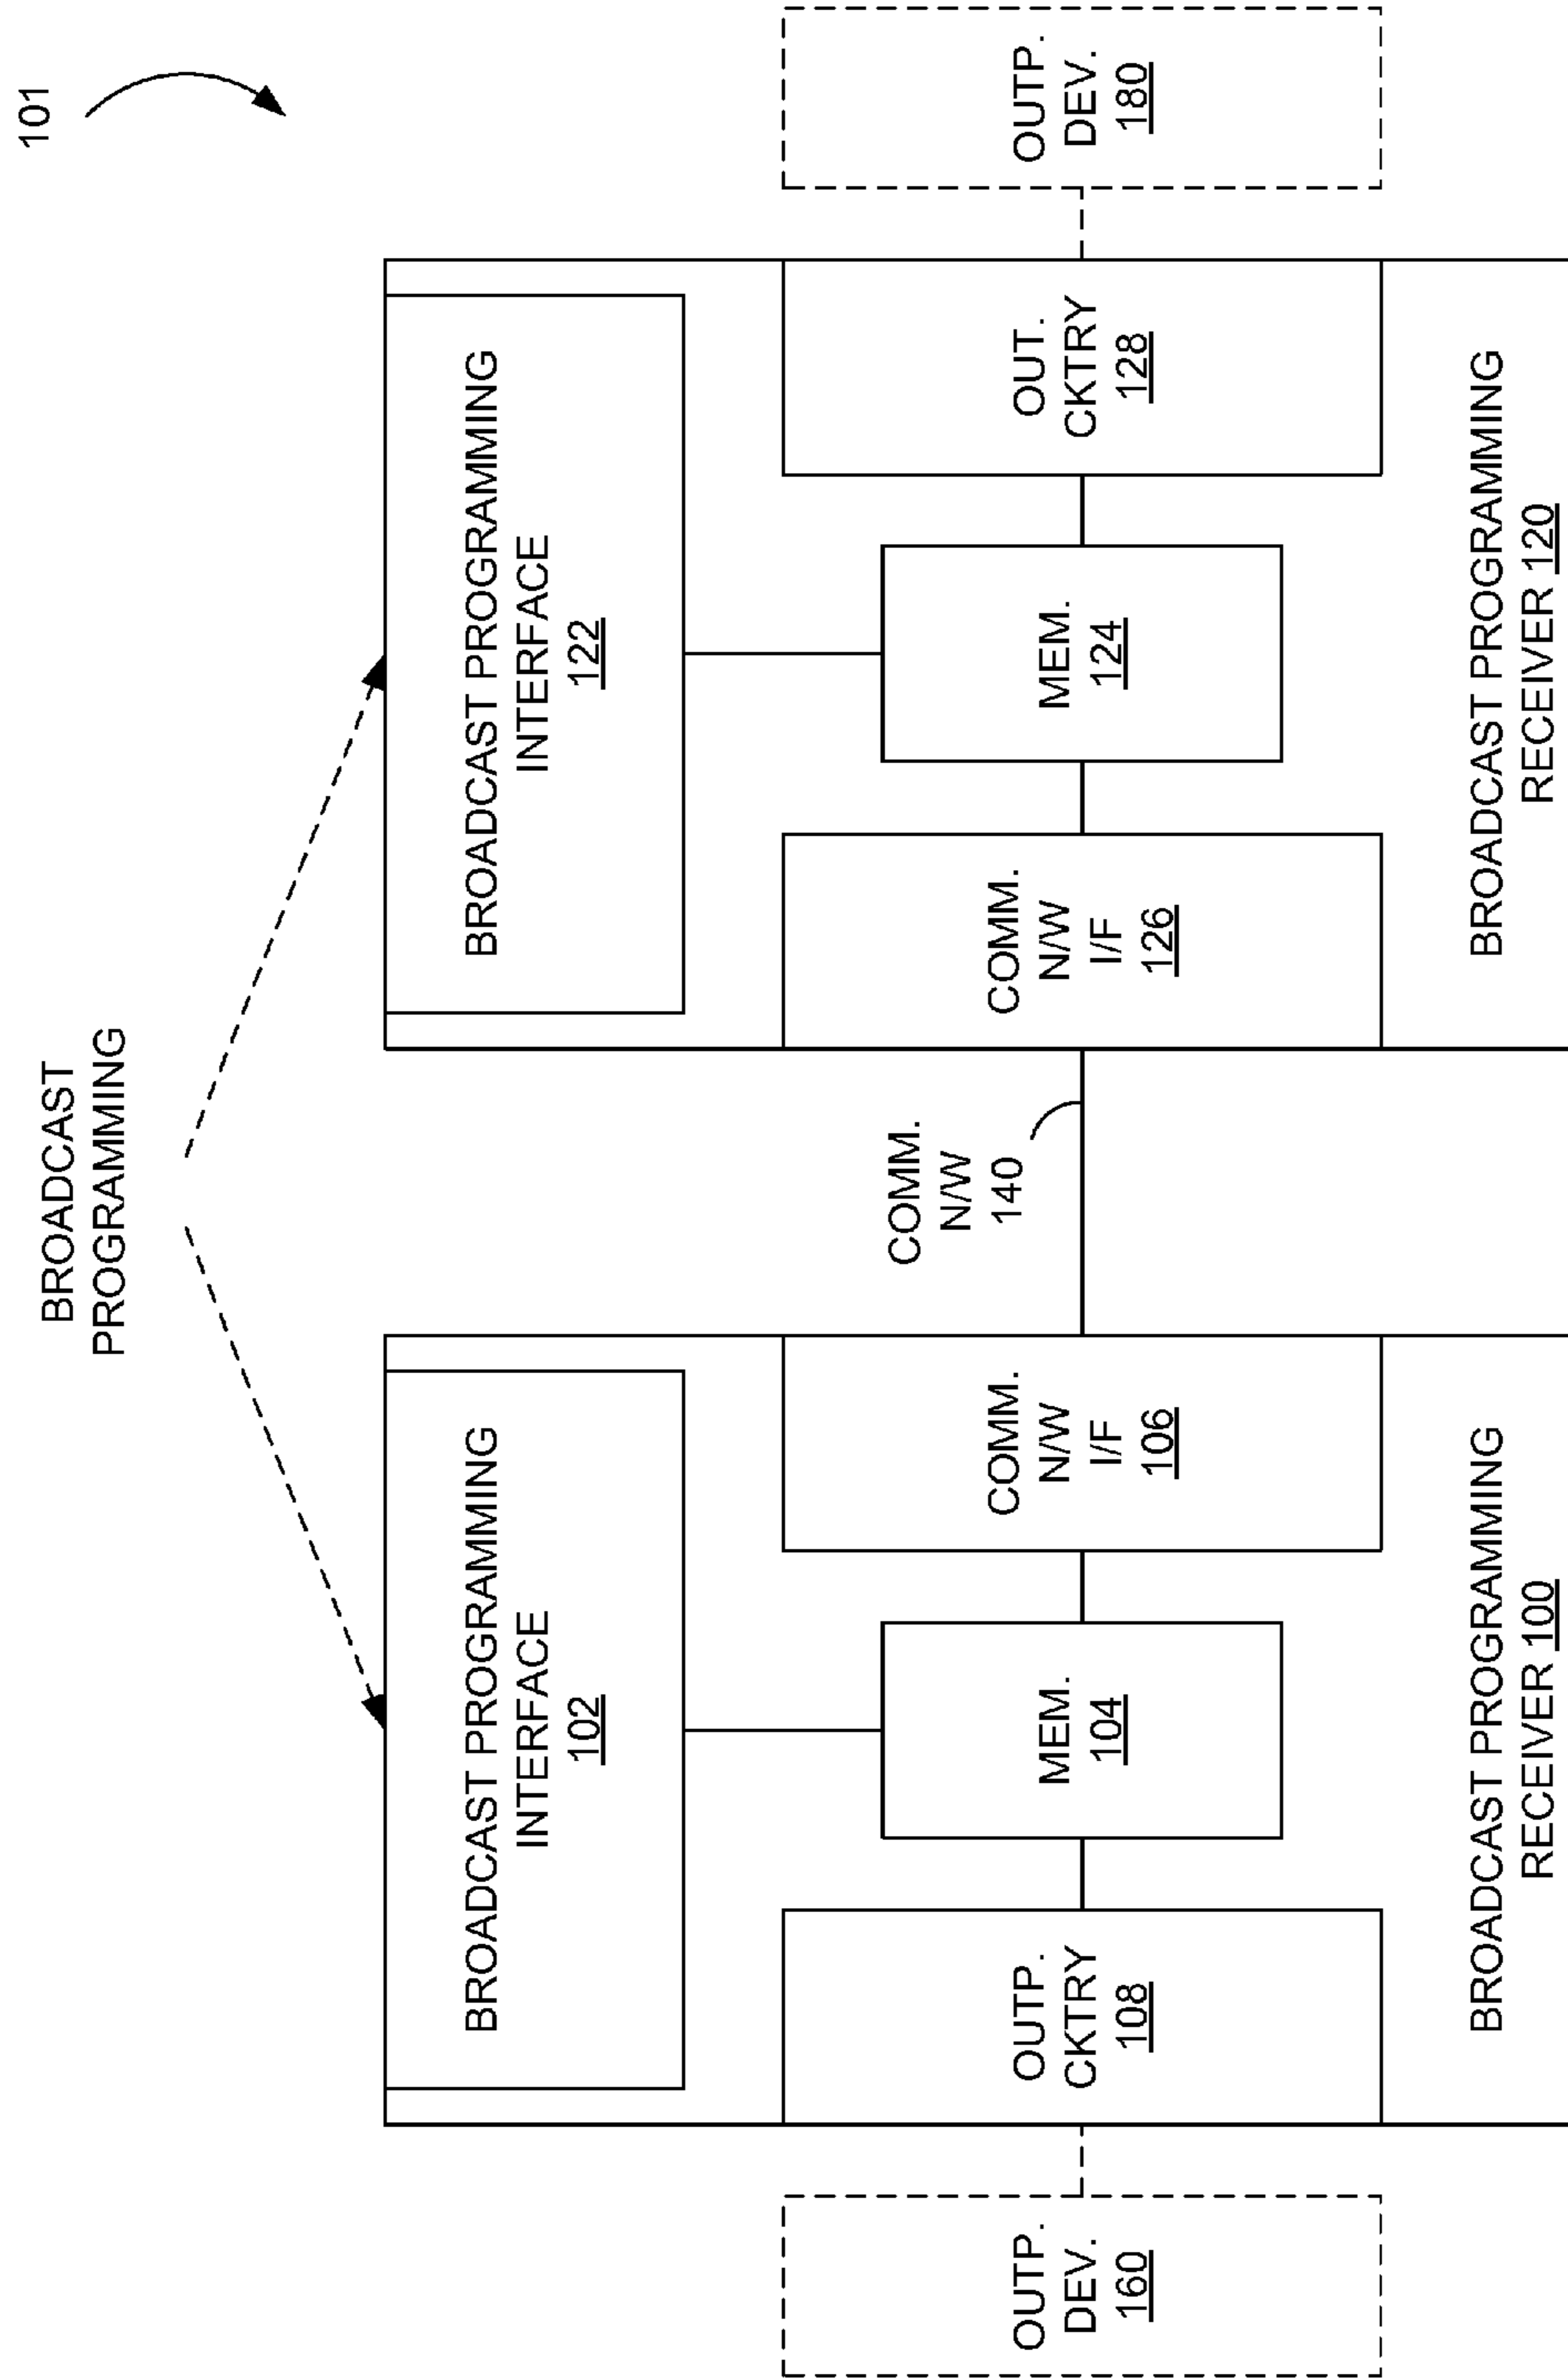 101
BROADCAST
PROGRAMMING
BROADCAST PROGRAMMING
INTERFACE
102
BROADCAST PROGRAMMING
INTERFACE
122
OUTP.
DEV.
160
OUTP.
CKTRY
108
MEM.
104
COMM.
N/W
I/F
106
COMM.
N/W
140
COMM.
N/W
I/F
126
MEM.
124
OUT.
CKTRY
128
OUTP.
DEV.
180
BROADCAST PROGRAMMING
RECEIVER 100
BROADCAST PROGRAMMING
RECEIVER 120